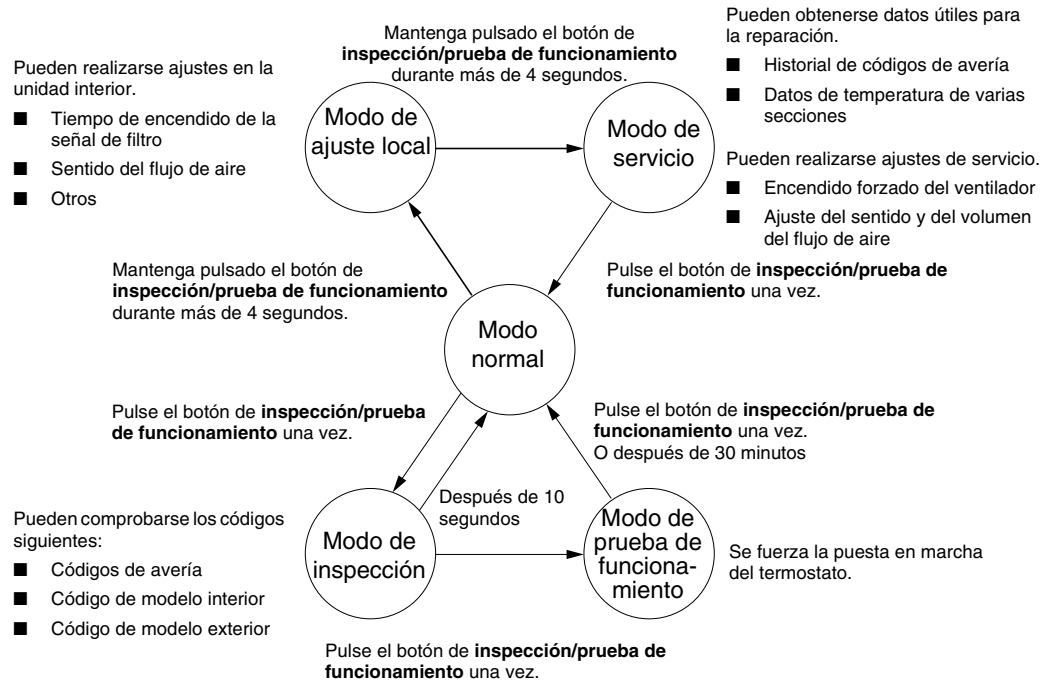 Mantenga pulsado el botón de
inspección/prueba de funcionamiento
durante más de 4 segundos.
Pueden obtenerse datos útiles para
la reparación.
■ Historial de códigos de avería
■ Datos de temperatura de varias
secciones
Pueden realizarse ajustes de servicio.
■ Encendido forzado del ventilador
■ Ajuste del sentido y del volumen
del flujo de aire
Pueden realizarse ajustes en la
unidad interior.
■ Tiempo de encendido de la
señal de filtro
■ Sentido del flujo de aire
■ Otros
Modo de
ajuste local
Modo de
servicio
Mantenga pulsado el botón de
inspección/prueba de funcionamiento
durante más de 4 segundos.
Pulse el botón de inspección/prueba de
funcionamiento una vez.
Modo
normal
Pulse el botón de inspección/prueba
de funcionamiento una vez.
Pulse el botón de inspección/prueba de
funcionamiento una vez.
O después de 30 minutos
Después de 10
segundos
Pueden comprobarse los códigos
siguientes:
■ Códigos de avería
■ Código de modelo interior
■ Código de modelo exterior
Modo de
inspección
Modo de
prueba de
funciona-
miento
Se fuerza la puesta en marcha
del termostato.
Pulse el botón de inspección/prueba de
funcionamiento una vez.